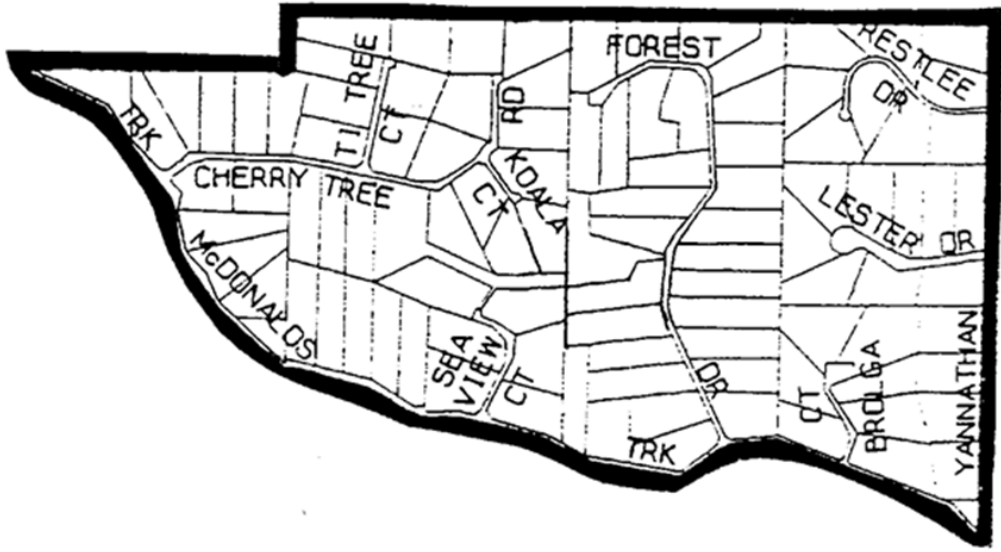 FOREST
RESTLEE
DR
TI TREE
CT
RD
TRK
CHERRY TREE
KOALA
CT
LESTER DR
McDONALDS
SEA
VIEW
CT
DR
TRK
CT
BROLGA
YANNATHAN